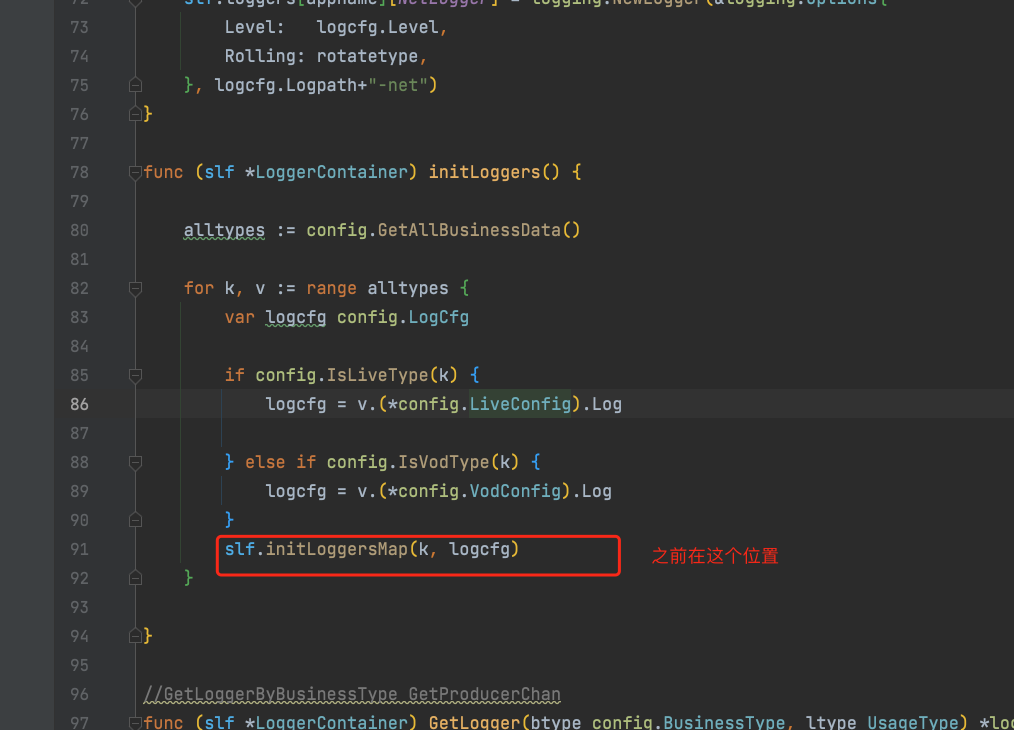 72 slf.loggers[appname][NetLogger] = logging.NewLogger(&logging.Options{
73 Level: logcfg.Level,
74 Rolling: rotatetype,
75 }, logcfg.Logpath+"-net")
76 }
77
78 func (slf *LoggerContainer) initLoggers() {
79
80 alltypes := config.GetAllBusinessData()
81
82 for k, v := range alltypes {
83 var logcfg config.LogCfg
84
85 if config.IsLiveType(k) {
86 logcfg = v.(*config.LiveConfig).Log
87
88 } else if config.IsVodType(k) {
89 logcfg = v.(*config.VodConfig).Log
90 }
91 slf.initLoggersMap(k, logcfg) 之前在这个位置
92 }
93
94 }
95
96 //GetLoggerByBusinessType GetProducerChan
97 func (slf *LoggerContainer) GetLogger(btype config.BusinessType, ltype UsageType) *log